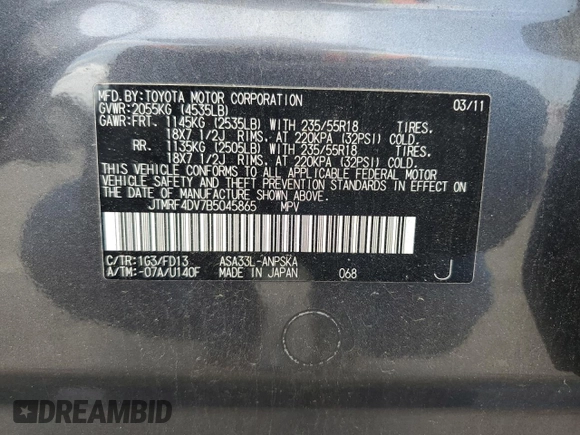 MFD. BY: TOYOTA MOTOR CORPORATION 03/11
GVWR: 2055KG (4535LB)
GAWR: FRT. 1145KG (2535LB) WITH 235/55R18 TIRES.
18X7 1/2J RIMS, AT 220KPA (32PSI) COLD.
RR. 1135KG (2505LB) WITH 235/55R18 TIRES.
18X7 1/2J RIMS, AT 220KPA (32PSI) COLD.
THIS VEHICLE CONFORMS TO ALL APPLICABLE FEDERAL MOTOR
VEHICLE SAFETY STANDARDS IN EFFECT ON THE DATE OF
MANUFACTURE SHOWN ABOVE.
JTMRF4DV7B5045865 MPV
C/TR: 1G3/FD13 ASA33L-ANPSKA
A/TM: -07A/U140F MADE IN JAPAN 068 J
DREAMBID